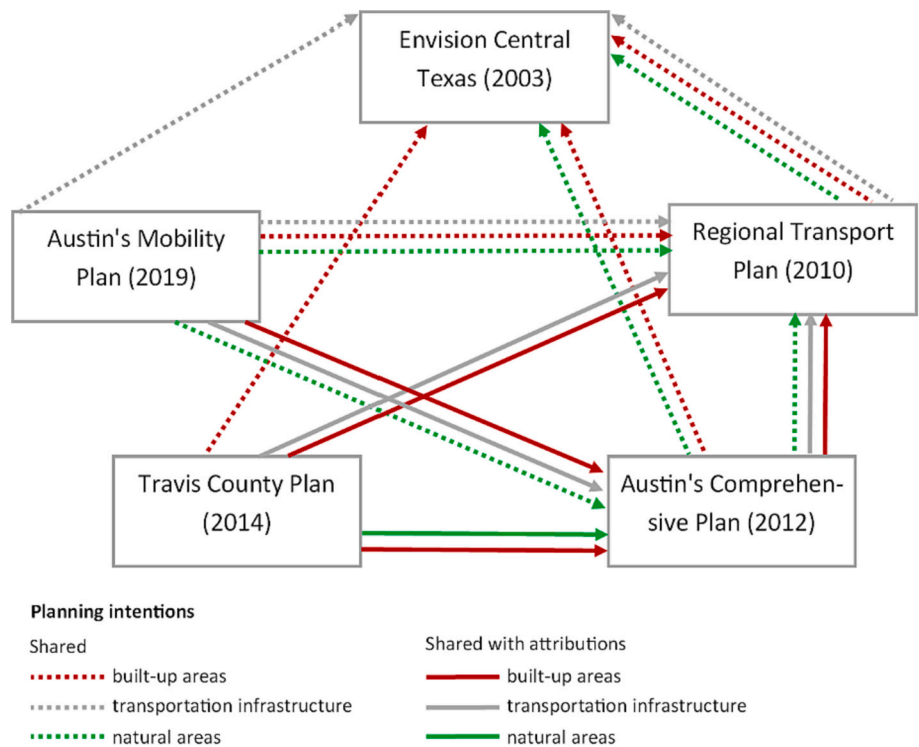 Envision Central
Texas (2003)
Austin's Mobility
Plan (2019)
Regional Transport
Plan (2010)
Travis County Plan
(2014)
Austin's Comprehen-
sive Plan (2012)
Planning intentions
Shared
built-up areas
transportation infrastructure
natural areas
Shared with attributions
built-up areas
transportation infrastructure
natural areas